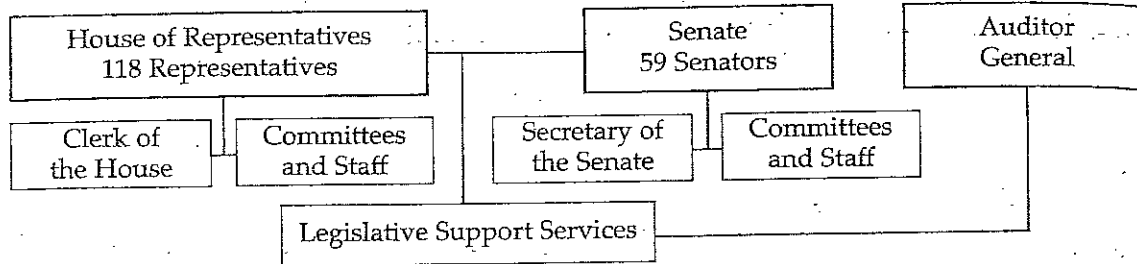 House of Representatives
118 Representatives
Senate
59 Senators
Auditor
General
Clerk of
the House
Committees
and Staff
Secretary of
the Senate
Committees
and Staff
Legislative Support Services